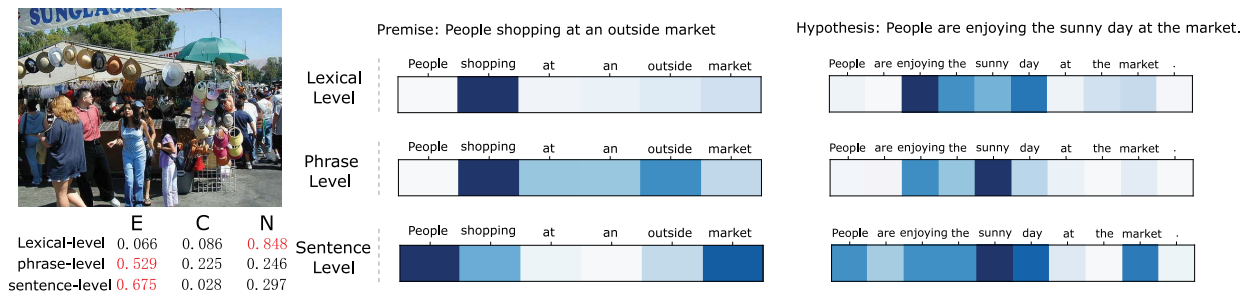 SUNGLASSES
E C N
Lexical-level 0.066 0.086 0.848
phrase-level 0.529 0.225 0.246
sentence-level 0.675 0.028 0.297
Premise: People shopping at an outside market
Lexical Level
People shopping at an outside market
Phrase Level
People shopping at an outside market
Sentence Level
People shopping at an outside market
Hypothesis: People are enjoying the sunny day at the market.
People are enjoying the sunny day at the market .
People are enjoying the sunny day at the market .
People are enjoying the sunny day at the market .